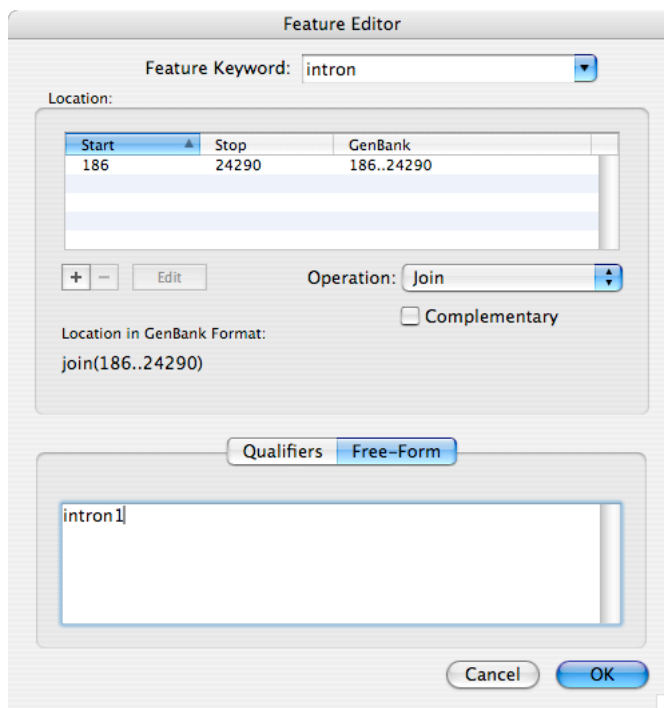 Feature Editor
Feature Keyword: intron
Location:
Start Stop GenBank
186 24290 186..24290
+ − Edit Operation: Join
Complementary
Location in GenBank Format:
join(186..24290)
Qualifiers Free-Form
intron1
Cancel OK